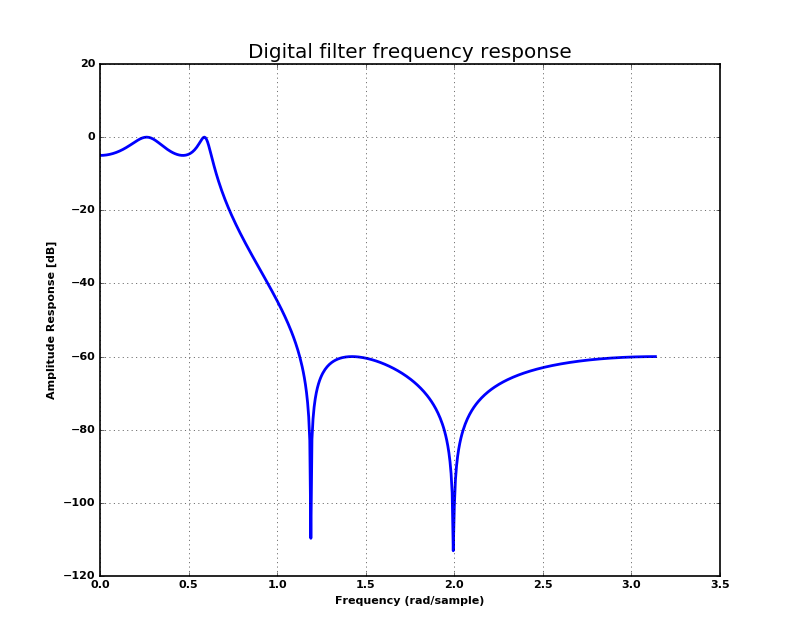 Digital filter frequency response
20
0
−20
−40
−60
−80
−100
−120
Amplitude Response [dB]
0.0 0.5 1.0 1.5 2.0 2.5 3.0 3.5
Frequency (rad/sample)